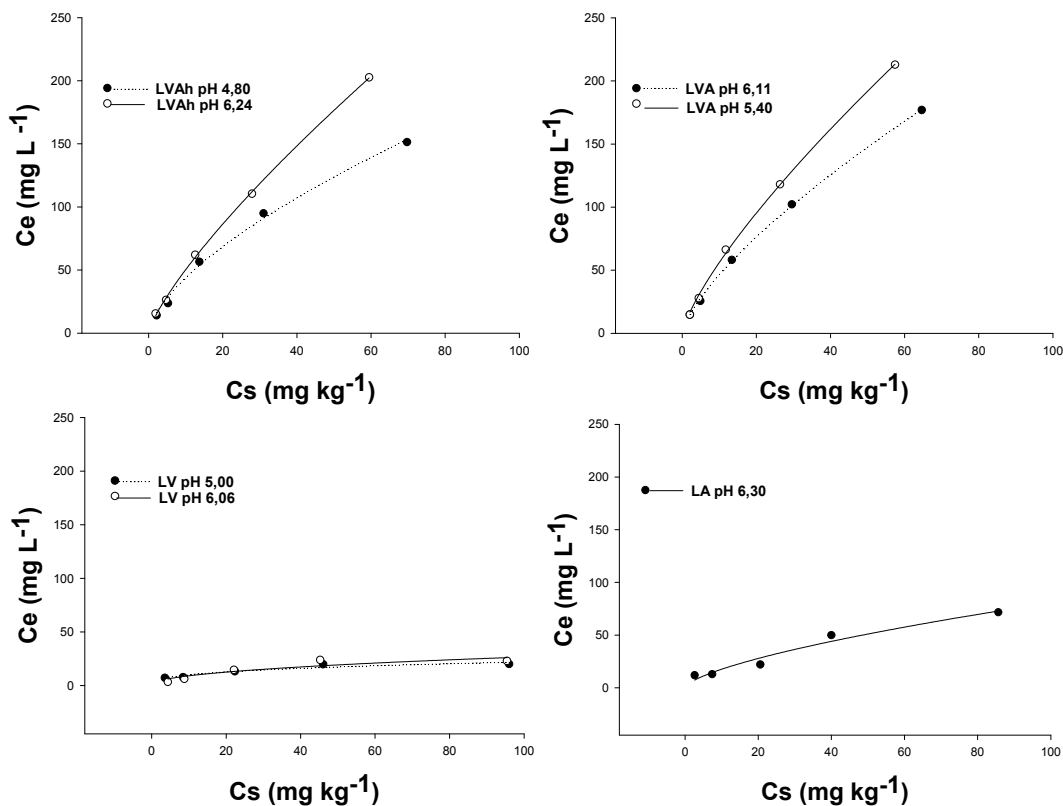 250
200
150
100
50
0
Ce (mg L -1)
LVAh pH 4,80
LVAh pH 6,24
0 20 40 60 80 100
Cs (mg kg-1)
250
200
150
100
50
0
Ce (mg L -1)
LVA pH 6,11
LVA pH 5,40
0 20 40 60 80 100
Cs (mg kg-1)
250
200
150
100
50
0
Ce (mg L -1)
LV pH 5,00
LV pH 6,06
0 20 40 60 80 100
Cs (mg kg-1)
250
200
150
100
50
0
Ce (mg L -1)
LA pH 6,30
0 20 40 60 80 100
Cs (mg kg-1)